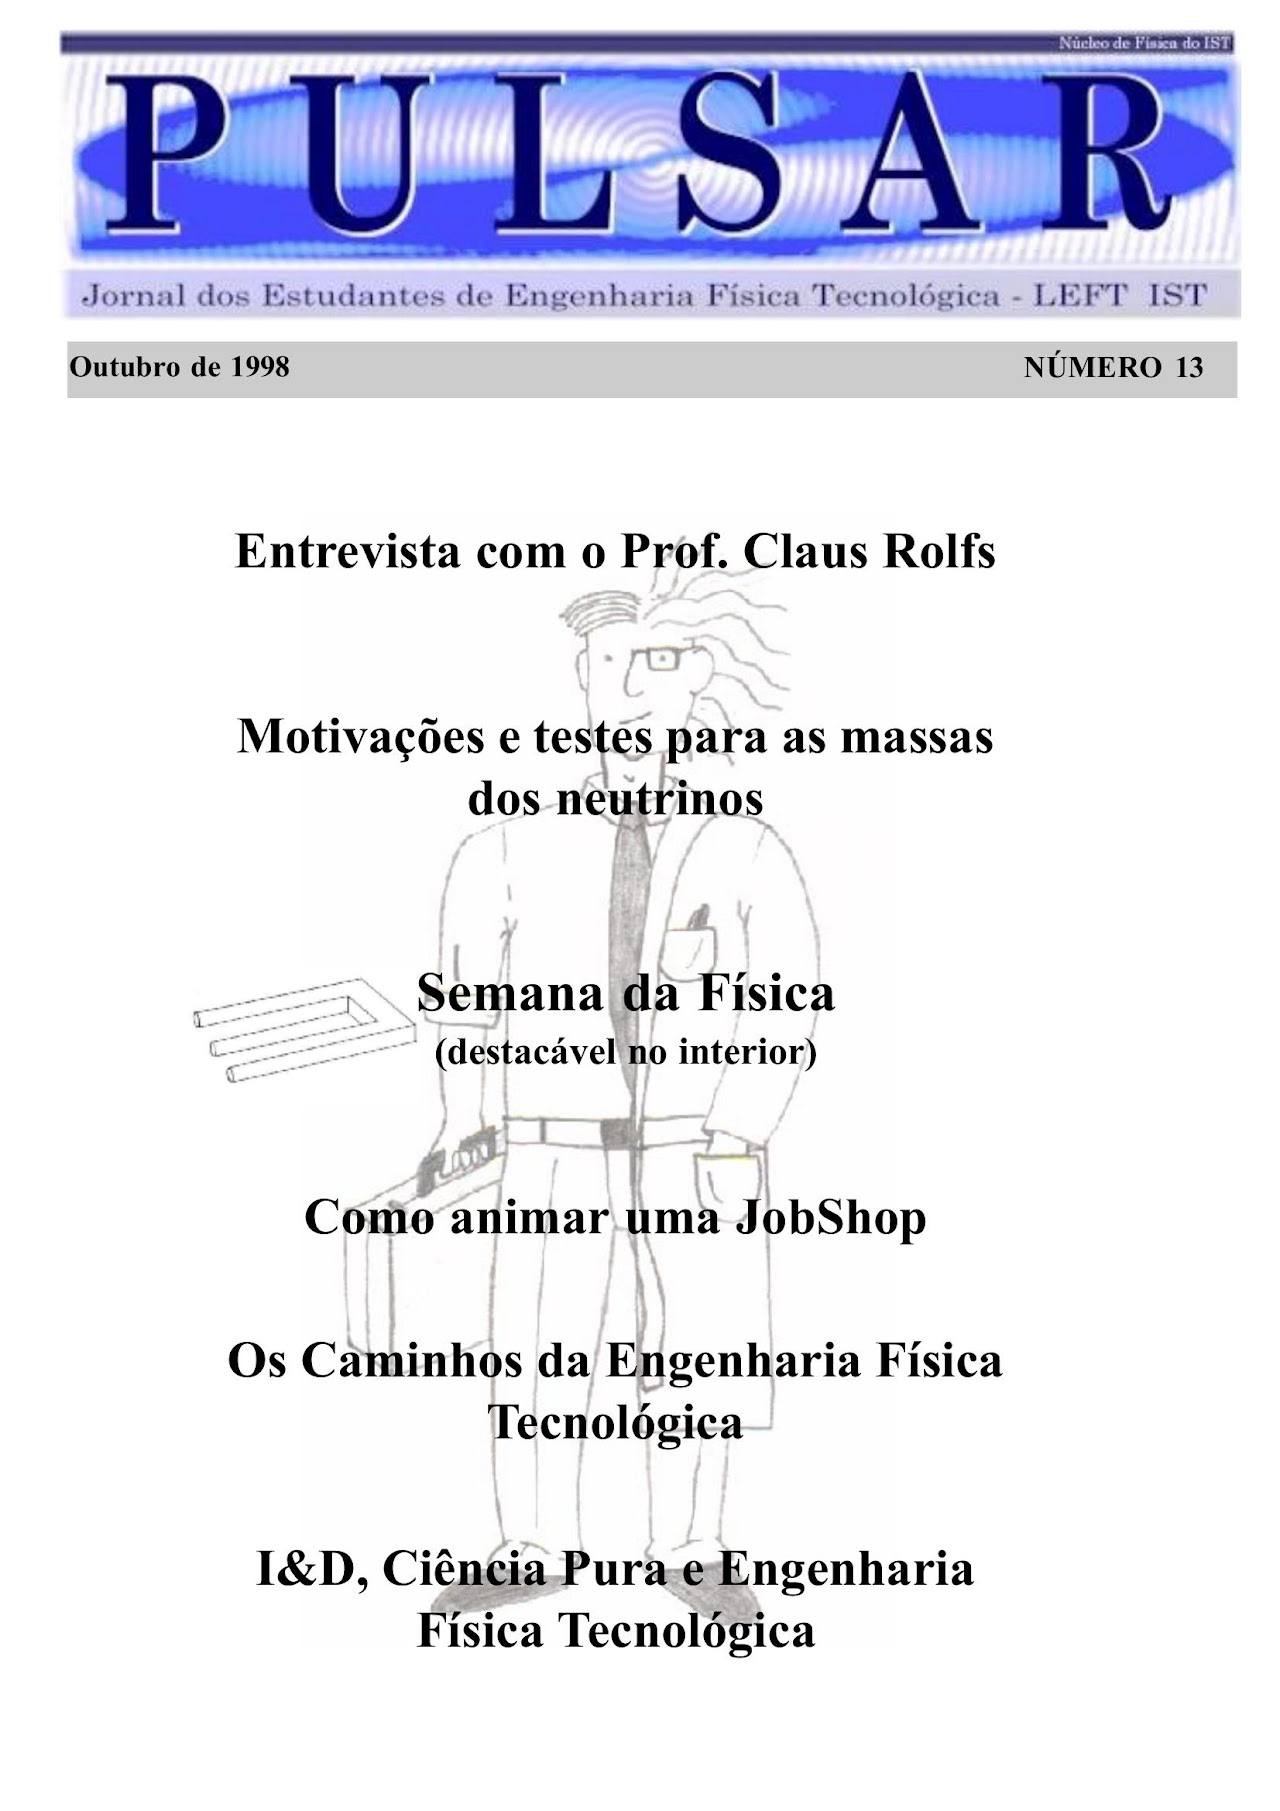 Núcleo de Física do IST
PULSAR
Jornal dos Estudantes de Engenharia Física Tecnológica - LEFT IST
Outubro de 1998 NÚMERO 13
Entrevista com o Prof. Claus Rolfs
Motivações e testes para as massas
dos neutrinos
Semana da Física
(destacável no interior)
Como animar uma JobShop
Os Caminhos da Engenharia Física
Tecnológica
I&D, Ciência Pura e Engenharia
Física Tecnológica